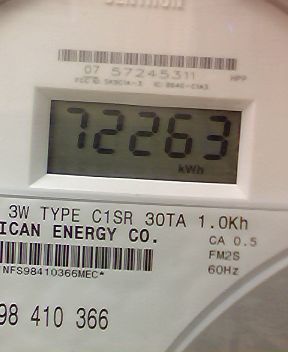 07 57245311 HPP
72263
kWh
3W TYPE C1SR 30TA 1.0Kh
ICAN ENERGY CO. CA 0.5
FM2S
NFS98410366MEC* 60Hz
98 410 366